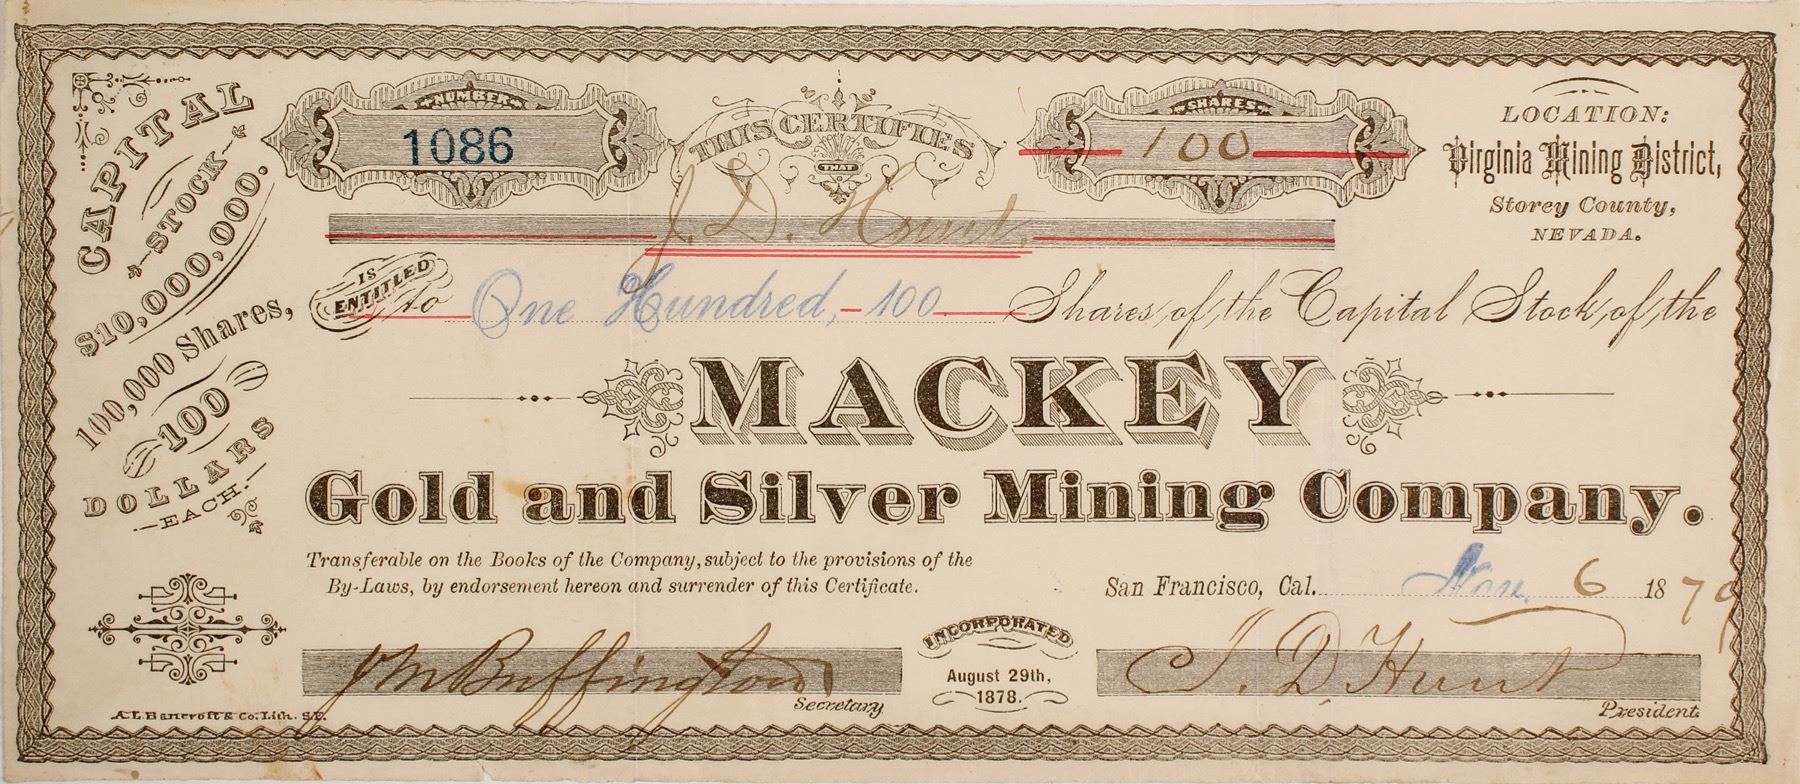 CAPITAL
STOCK
$10,000,000.
100,000 Shares,
100
DOLLARS
EACH.
NUMBER
1086
THIS CERTIFIES
THAT
SHARES
100
LOCATION:
Virginia Mining District,
Storey County,
NEVADA.
J. D. Hunt
IS
ENTITLED
to One Hundred, - 100 Shares of the Capital Stock of the
MACKEY
Gold and Silver Mining Company.
Transferable on the Books of the Company, subject to the provisions of the
By-Laws, by endorsement hereon and surrender of this Certificate.
San Francisco, Cal. Nov. 6 1879
J M Buffington
Secretary
INCORPORATED
August 29th,
1878.
J. D. Hunt
President.
A.L. Bancroft & Co. Lith. S.F.